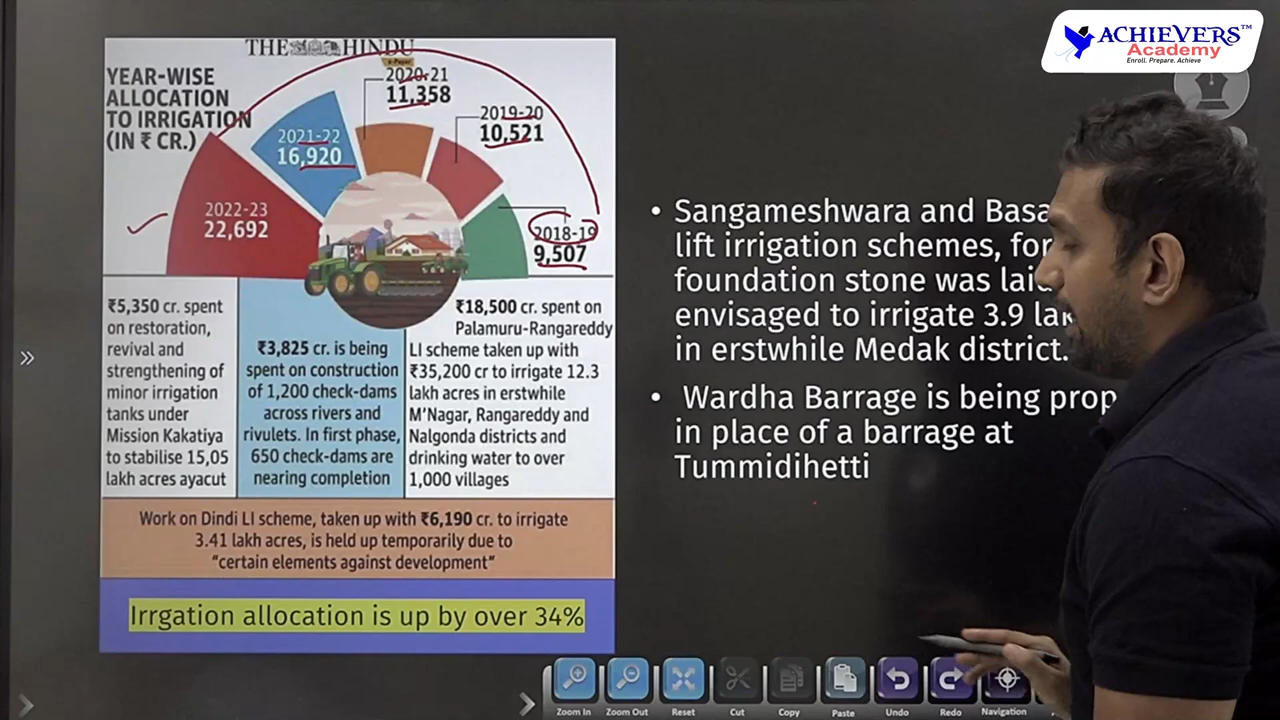 ACHIEVERS™
Academy
Enroll. Prepare. Achieve
THE HINDU
e-Paper
YEAR-WISE
ALLOCATION
TO IRRIGATION
(IN ₹ CR.)
2020-21
11,358
2019-20
10,521
2021-22
16,920
2022-23
22,692
2018-19
9,507
₹5,350 cr. spent
on restoration,
revival and
strengthening of
minor irrigation
tanks under
Mission Kakatiya
to stabilise 15,05
lakh acres ayacut
₹3,825 cr. is being
spent on construction
of 1,200 check-dams
across rivers and
rivulets. In first phase,
650 check-dams are
nearing completion
₹18,500 cr. spent on
Palamuru-Rangareddy
LI scheme taken up with
₹35,200 cr to irrigate 12.3
lakh acres in erstwhile
M'Nagar, Rangareddy and
Nalgonda districts and
drinking water to over
1,000 villages
Work on Dindi LI scheme, taken up with ₹6,190 cr. to irrigate
3.41 lakh acres, is held up temporarily due to
"certain elements against development"
Irrgation allocation is up by over 34%
• Sangameshwara and
lift irrigation schemes,
foundation stone was
envisaged to irrigate 3.9
in erstwhile Medak district.
• Wardha Barrage is being
in place of a barrage at
Tummidihetti
Zoom In Zoom Out Reset Cut Copy Paste Undo Redo Navigation